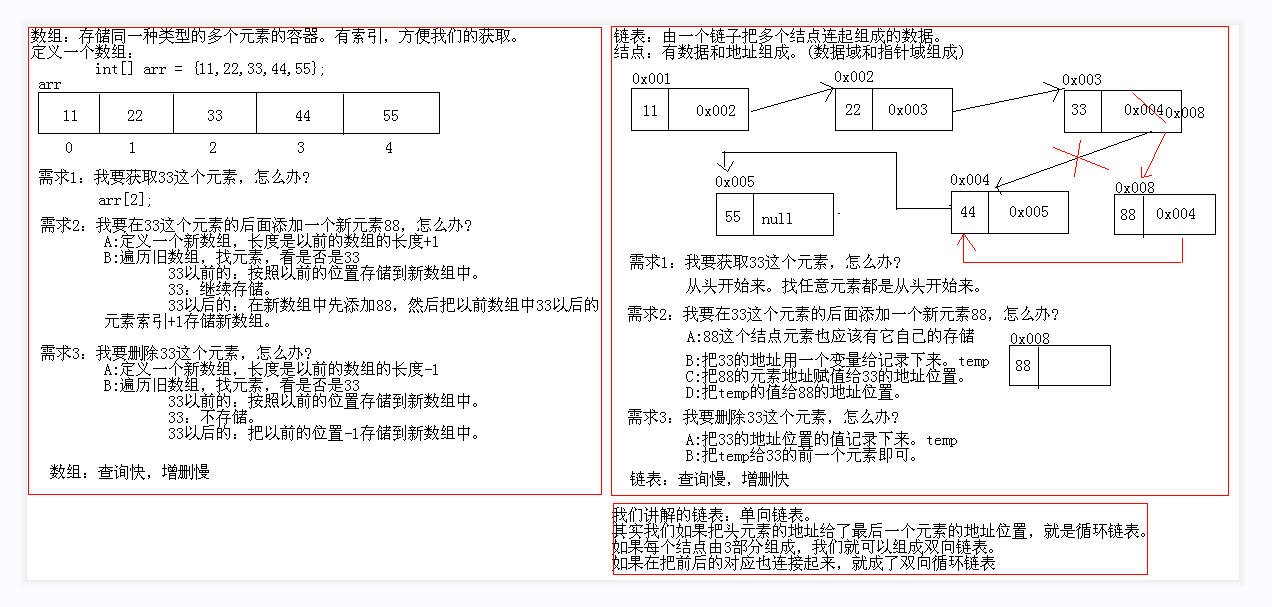 数组：存储同一种类型的多个元素的容器。有索引，方便我们的获取。
定义一个数组：
int[] arr = {11,22,33,44,55};
arr
11 22 33 44 55
0 1 2 3 4
需求1：我要获取33这个元素，怎么办?
arr[2];
需求2：我要在33这个元素的后面添加一个新元素88，怎么办?
A:定义一个新数组，长度是以前的数组的长度+1
B:遍历旧数组，找元素，看是否是33
33以前的：按照以前的位置存储到新数组中。
33：继续存储。
33以后的：在新数组中先添加88，然后把以前数组中33以后的
元素索引+1存储新数组。
需求3：我要删除33这个元素，怎么办?
A:定义一个新数组，长度是以前的数组的长度-1
B:遍历旧数组，找元素，看是否是33
33以前的：按照以前的位置存储到新数组中。
33：不存储。
33以后的：把以前的位置-1存储到新数组中。
数组：查询快，增删慢
链表：由一个链子把多个结点连起组成的数据。
结点：有数据和地址组成。(数据域和指针域组成)
0x001 0x002 0x003
11 0x002 22 0x003 33 0x004 0x008
0x005 0x004 0x008
55 null 44 0x005 88 0x004
需求1：我要获取33这个元素，怎么办?
从头开始来。找任意元素都是从头开始来。
需求2：我要在33这个元素的后面添加一个新元素88，怎么办?
A:88这个结点元素也应该有它自己的存储
0x008
88
B:把33的地址用一个变量给记录下来。temp
C:把88的元素地址赋值给33的地址位置。
D:把temp的值给88的地址位置。
需求3：我要删除33这个元素，怎么办?
A:把33的地址位置的值记录下来。temp
B:把temp给33的前一个元素即可。
链表：查询慢，增删快
我们讲解的链表：单向链表。
其实我们如果把头元素的地址给了最后一个元素的地址位置，就是循环链表。
如果每个结点由3部分组成，我们就可以组成双向链表。
如果在把前后的对应也连接起来，就成了双向循环链表